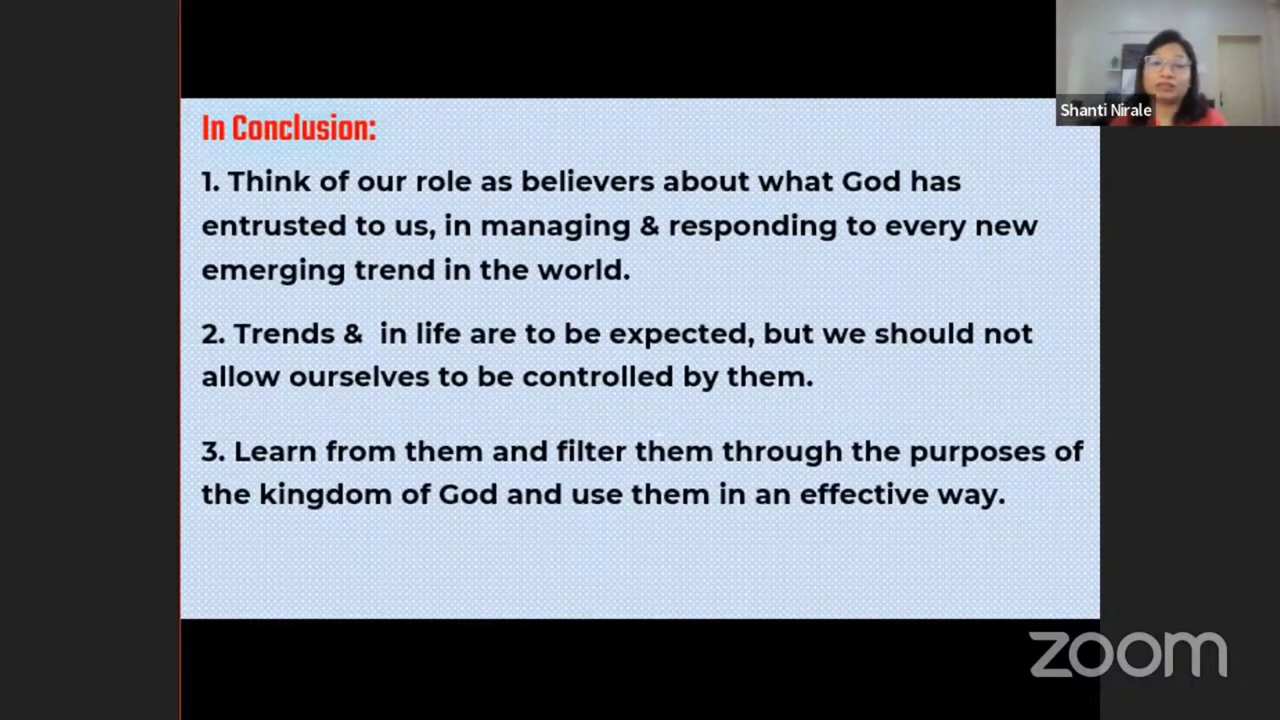 Shanti Nirale
In Conclusion:
1. Think of our role as believers about what God has
entrusted to us, in managing & responding to every new
emerging trend in the world.
2. Trends &  in life are to be expected, but we should not
allow ourselves to be controlled by them.
3. Learn from them and filter them through the purposes of
the kingdom of God and use them in an effective way.
zoom